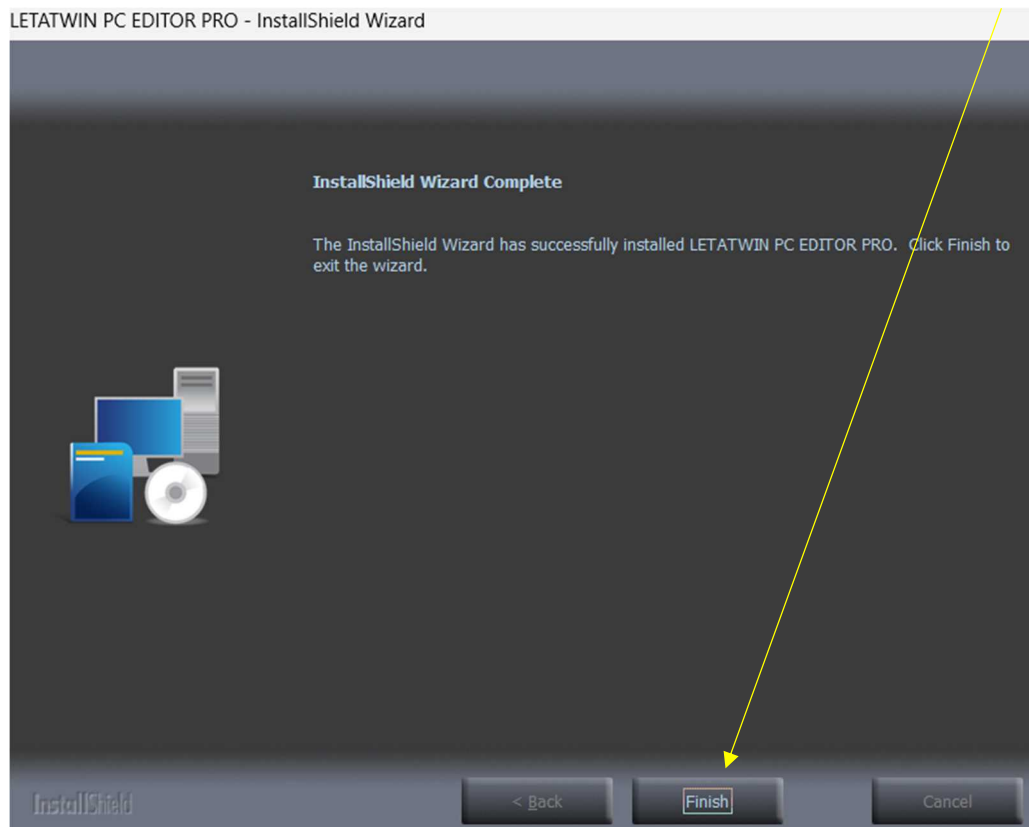 LETATWIN PC EDITOR PRO - InstallShield Wizard
InstallShield Wizard Complete
The InstallShield Wizard has successfully installed LETATWIN PC EDITOR PRO. Click Finish to
exit the wizard.
InstallShield
< Back
Finish
Cancel